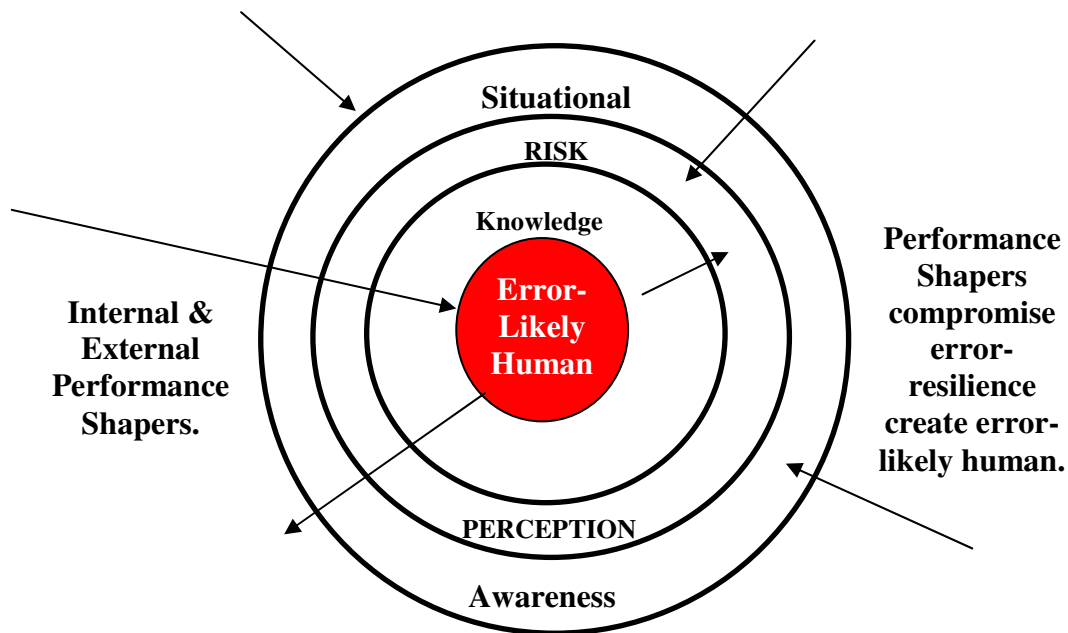 Situational
RISK
Knowledge
Error-
Likely
Human
PERCEPTION
Awareness
Internal &
External
Performance
Shapers.
Performance
Shapers
compromise
error-
resilience
create error-
likely human.